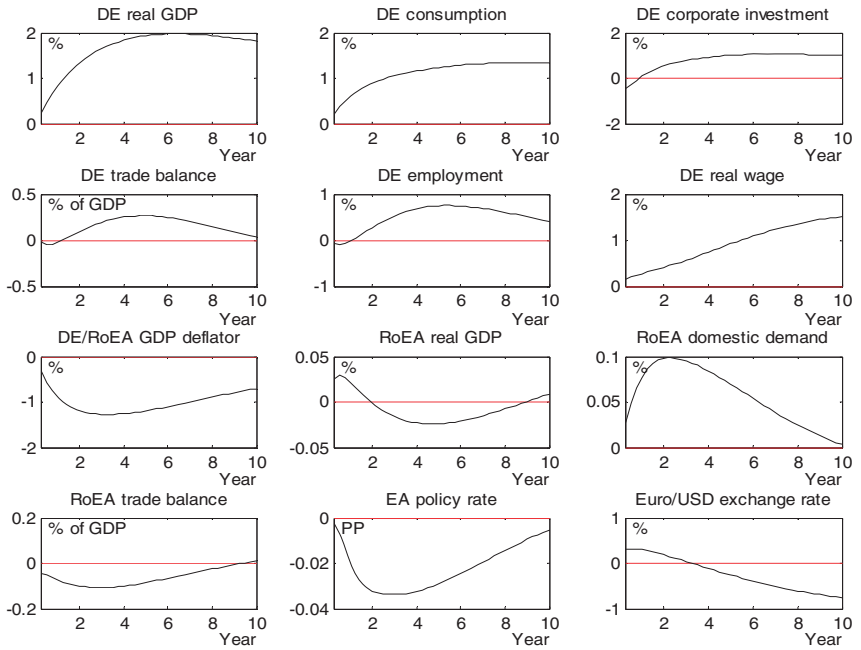 DE real GDP
DE consumption
DE corporate investment
2
%
1
0
2 4 6 8 10
Year
2
%
1
0
2 4 6 8 10
Year
2
%
0
-2
2 4 6 8 10
Year
DE trade balance
DE employment
DE real wage
0.5
% of GDP
0
-0.5
2 4 6 8 10
Year
1
%
0
-1
2 4 6 8 10
Year
2
%
1
0
2 4 6 8 10
Year
DE/RoEA GDP deflator
RoEA real GDP
RoEA domestic demand
0
%
-1
-2
2 4 6 8 10
Year
0.05
%
0
-0.05
2 4 6 8 10
Year
0.1
%
0.05
0
2 4 6 8 10
Year
RoEA trade balance
EA policy rate
Euro/USD exchange rate
0.2
% of GDP
0
-0.2
2 4 6 8 10
Year
0
PP
-0.02
-0.04
2 4 6 8 10
Year
1
%
0
-1
2 4 6 8 10
Year